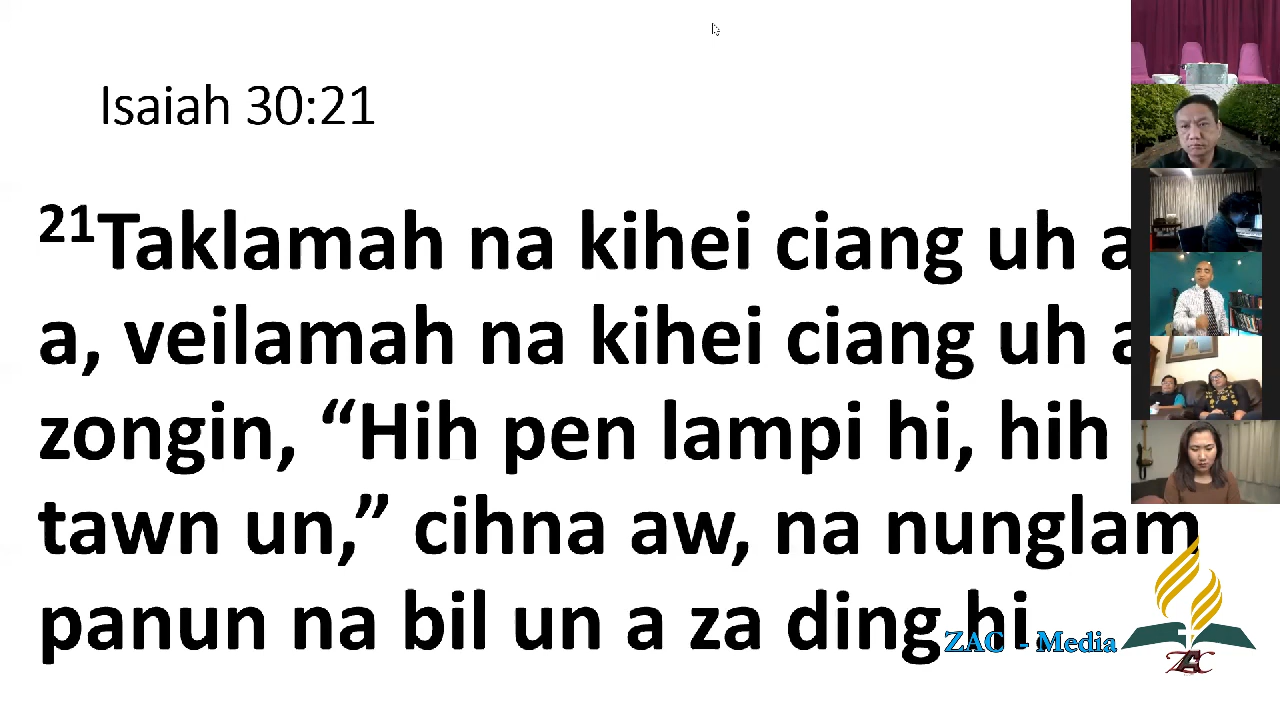 Isaiah 30:21
21Taklamah na kihei ciang uh a
a, veilamah na kihei ciang uh a
zongin, “Hih pen lampi hi, hih
tawn un,” cihna aw, na nunglam
panun na bil un a za ding hi.
ZAC - Media
ZAC